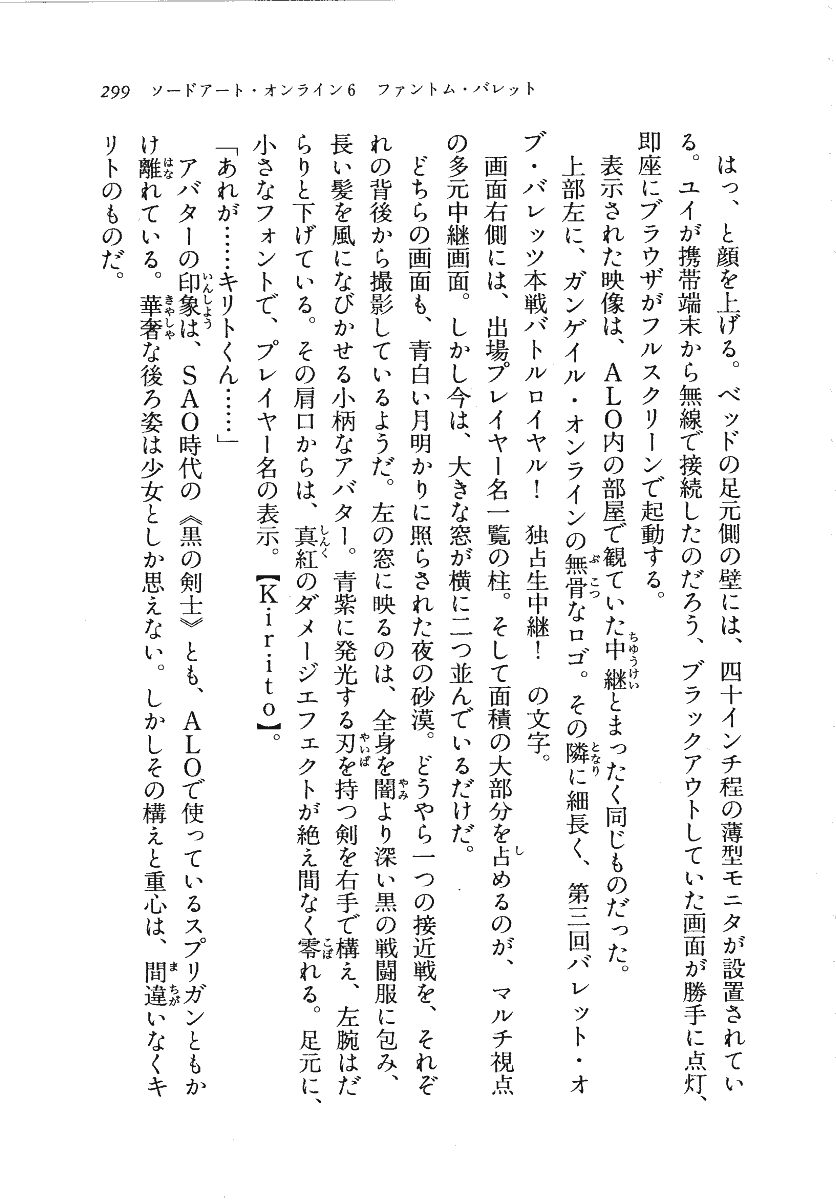 299　ソードアート・オンライン6　ファントム・バレット
はっ、と顔を上げる。ベッドの足元側の壁には、四十インチ程の薄型モニタが設置されてい
る。ユイが携帯端末から無線で接続したのだろう、ブラックアウトしていた画面が勝手に点灯、
即座にブラウザがフルスクリーンで起動する。
表示された映像は、ALO内の部屋で観ていた中継とまったく同じものだった。
上部左に、ガンゲイル・オンラインの無骨なロゴ。その隣に細長く、第三回バレット・オ
ブ・バレッツ本戦バトルロイヤル！　独占生中継！　の文字。
画面右側には、出場プレイヤー名一覧の柱。そして面積の大部分を占めるのが、マルチ視点
の多元中継画面。しかし今は、大きな窓が横に二つ並んでいるだけだ。
どちらの画面も、青白い月明かりに照らされた夜の砂漠。どうやら一つの接近戦を、それぞ
れの背後から撮影しているようだ。左の窓に映るのは、全身を闇より深い黒の戦闘服に包み、
長い髪を風になびかせる小柄なアバター。青紫に発光する刃を持つ剣を右手で構え、左腕はだ
らりと下げている。その肩口からは、真紅のダメージエフェクトが絶え間なく零れる。足元に、
小さなフォントで、プレイヤー名の表示。【Kirito】。
「あれが……キリトくん……」
アバターの印象は、SAO時代の《黒の剣士》とも、ALOで使っているスプリガンともか
け離れている。華奢な後ろ姿は少女としか思えない。しかしその構えと重心は、間違いなくキ
リトのものだ。